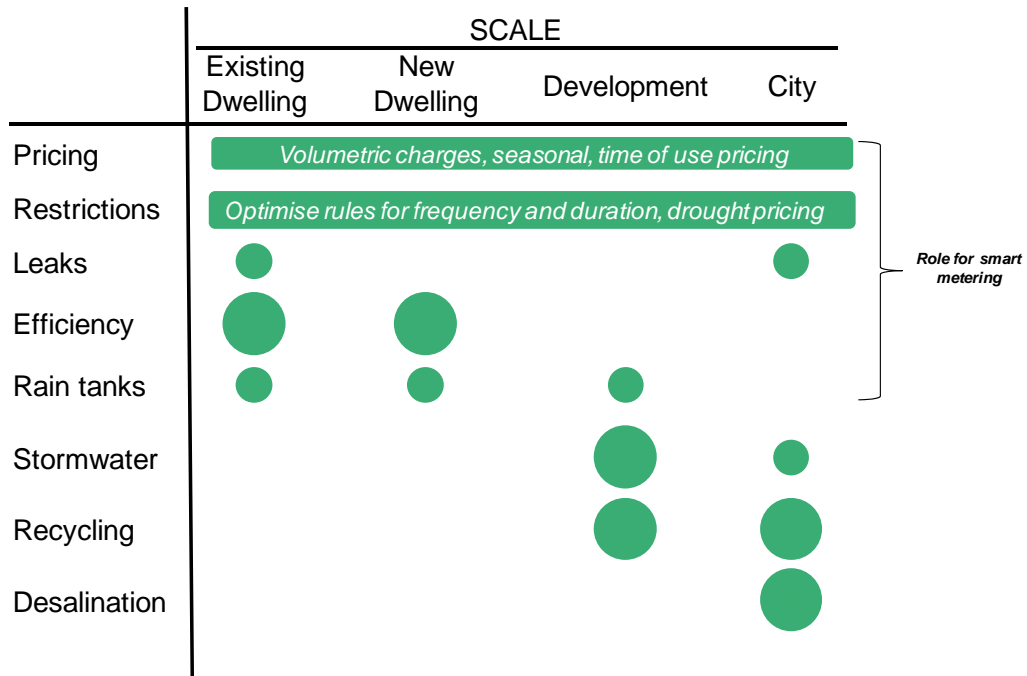 SCALE
Existing
Dwelling
New
Dwelling
Development
City
Pricing
Volumetric charges, seasonal, time of use pricing
Restrictions
Optimise rules for frequency and duration, drought pricing
Leaks
Role for smart
metering
Efficiency
Rain tanks
Stormwater
Recycling
Desalination